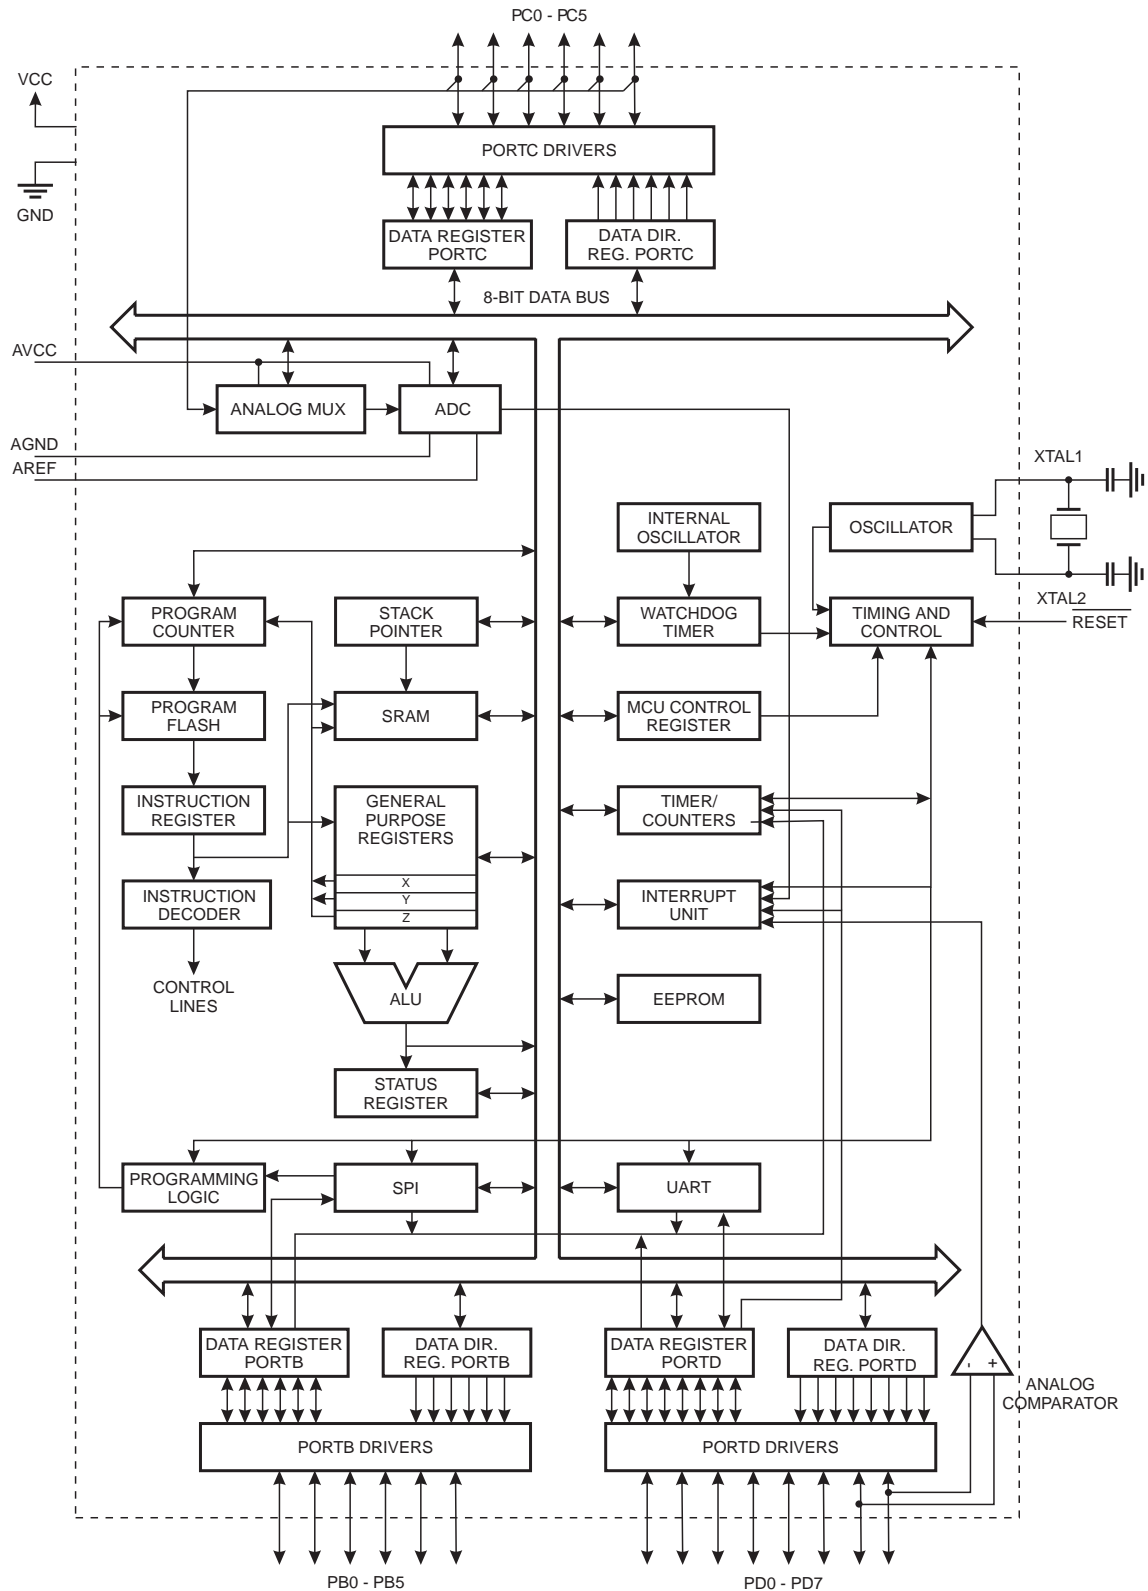 PC0 - PC5
VCC
PORTC DRIVERS
GND
DATA REGISTER
PORTC
DATA DIR.
REG. PORTC
8-BIT DATA BUS
AVCC
ANALOG MUX
ADC
AGND
AREF
XTAL1
INTERNAL
OSCILLATOR
OSCILLATOR
XTAL2
RESET
PROGRAM
COUNTER
STACK
POINTER
WATCHDOG
TIMER
TIMING AND
CONTROL
PROGRAM
FLASH
SRAM
MCU CONTROL
REGISTER
INSTRUCTION
REGISTER
GENERAL
PURPOSE
REGISTERS
X
Y
Z
TIMER/
COUNTERS
INSTRUCTION
DECODER
INTERRUPT
UNIT
CONTROL
LINES
ALU
EEPROM
STATUS
REGISTER
PROGRAMMING
LOGIC
SPI
UART
DATA REGISTER
PORTB
DATA DIR.
REG. PORTB
DATA REGISTER
PORTD
DATA DIR.
REG. PORTD
- +
ANALOG
COMPARATOR
PORTB DRIVERS
PORTD DRIVERS
PB0 - PB5
PD0 - PD7